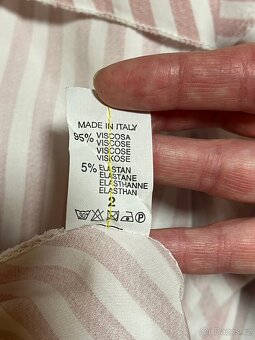 MADE IN ITALY
95% VISCOSA
VISCOSE
VISCOSE
VISKOSE
5% ELASTAN
ELASTANE
ELASTHANNE
ELASTHAN
2
P